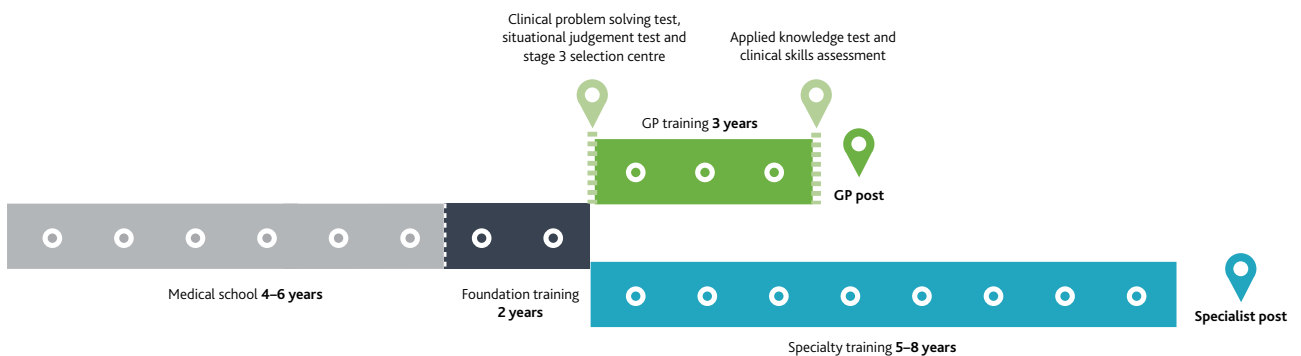 Clinical problem solving test,
situational judgement test and
stage 3 selection centre
Applied knowledge test and
clinical skills assessment
GP training 3 years
GP post
Medical school 4–6 years
Foundation training
2 years
Specialist post
Specialty training 5–8 years